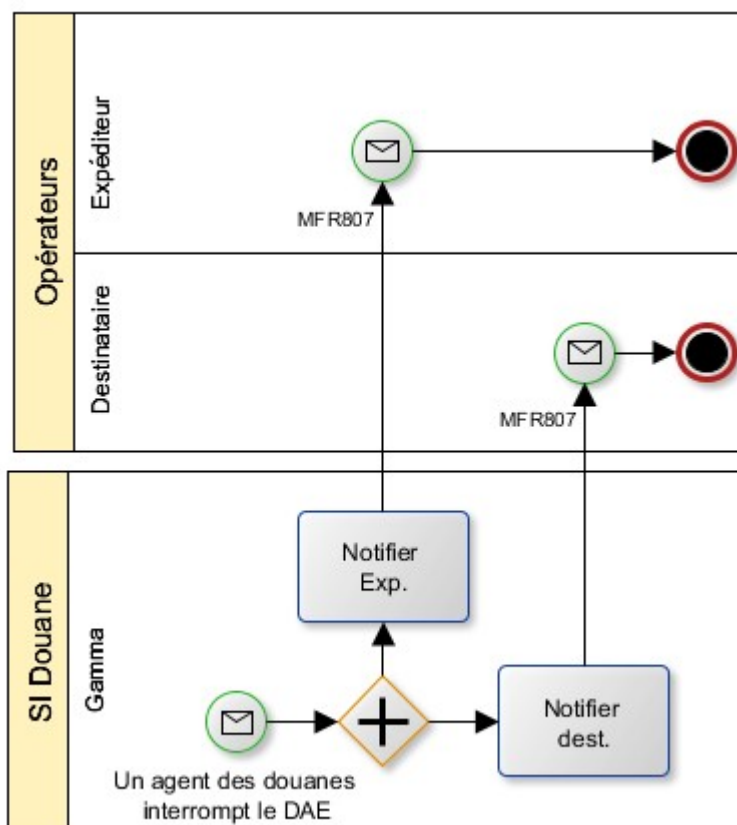 Opérateurs
Expéditeur
MFR807
Destinataire
MFR807
SI Douane
Gamma
Notifier
Exp.
Notifier
dest.
Un agent des douanes
interrompt le DAE